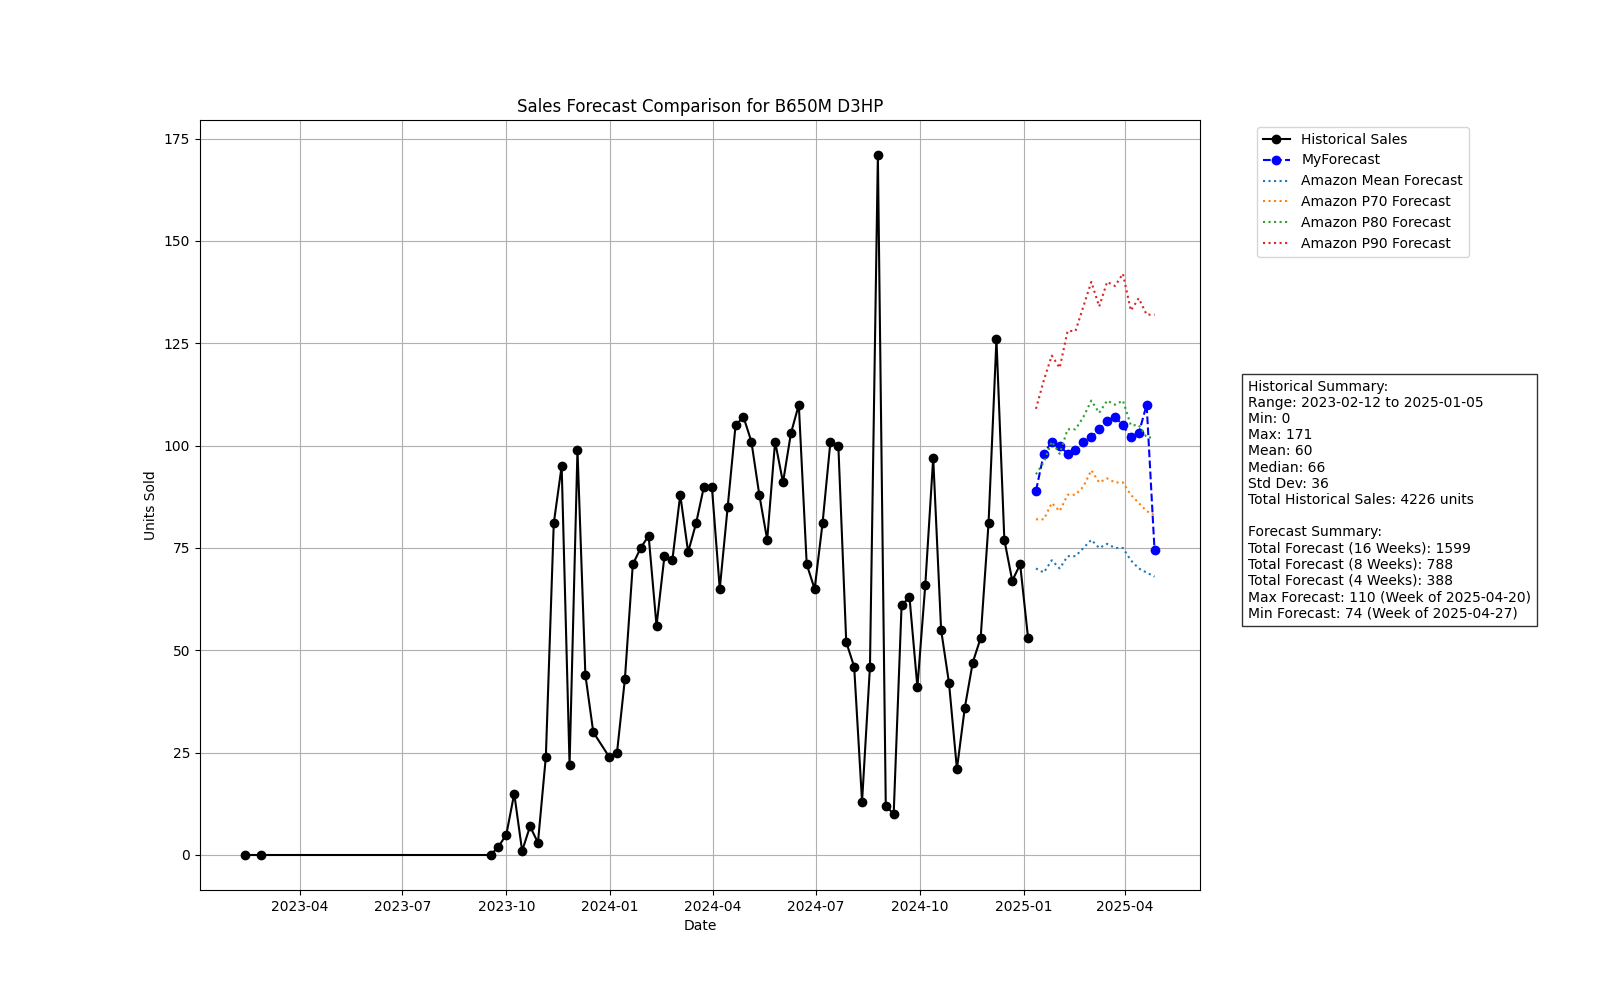 Sales Forecast Comparison for B650M D3HP
Units Sold
175
150
125
100
75
50
25
0
2023-04
2023-07
2023-10
2024-01
2024-04
2024-07
2024-10
2025-01
2025-04
Date
Historical Sales
MyForecast
Amazon Mean Forecast
Amazon P70 Forecast
Amazon P80 Forecast
Amazon P90 Forecast
Historical Summary:
Range: 2023-02-12 to 2025-01-05
Min: 0
Max: 171
Mean: 60
Median: 66
Std Dev: 36
Total Historical Sales: 4226 units
Forecast Summary:
Total Forecast (16 Weeks): 1599
Total Forecast (8 Weeks): 788
Total Forecast (4 Weeks): 388
Max Forecast: 110 (Week of 2025-04-20)
Min Forecast: 74 (Week of 2025-04-27)